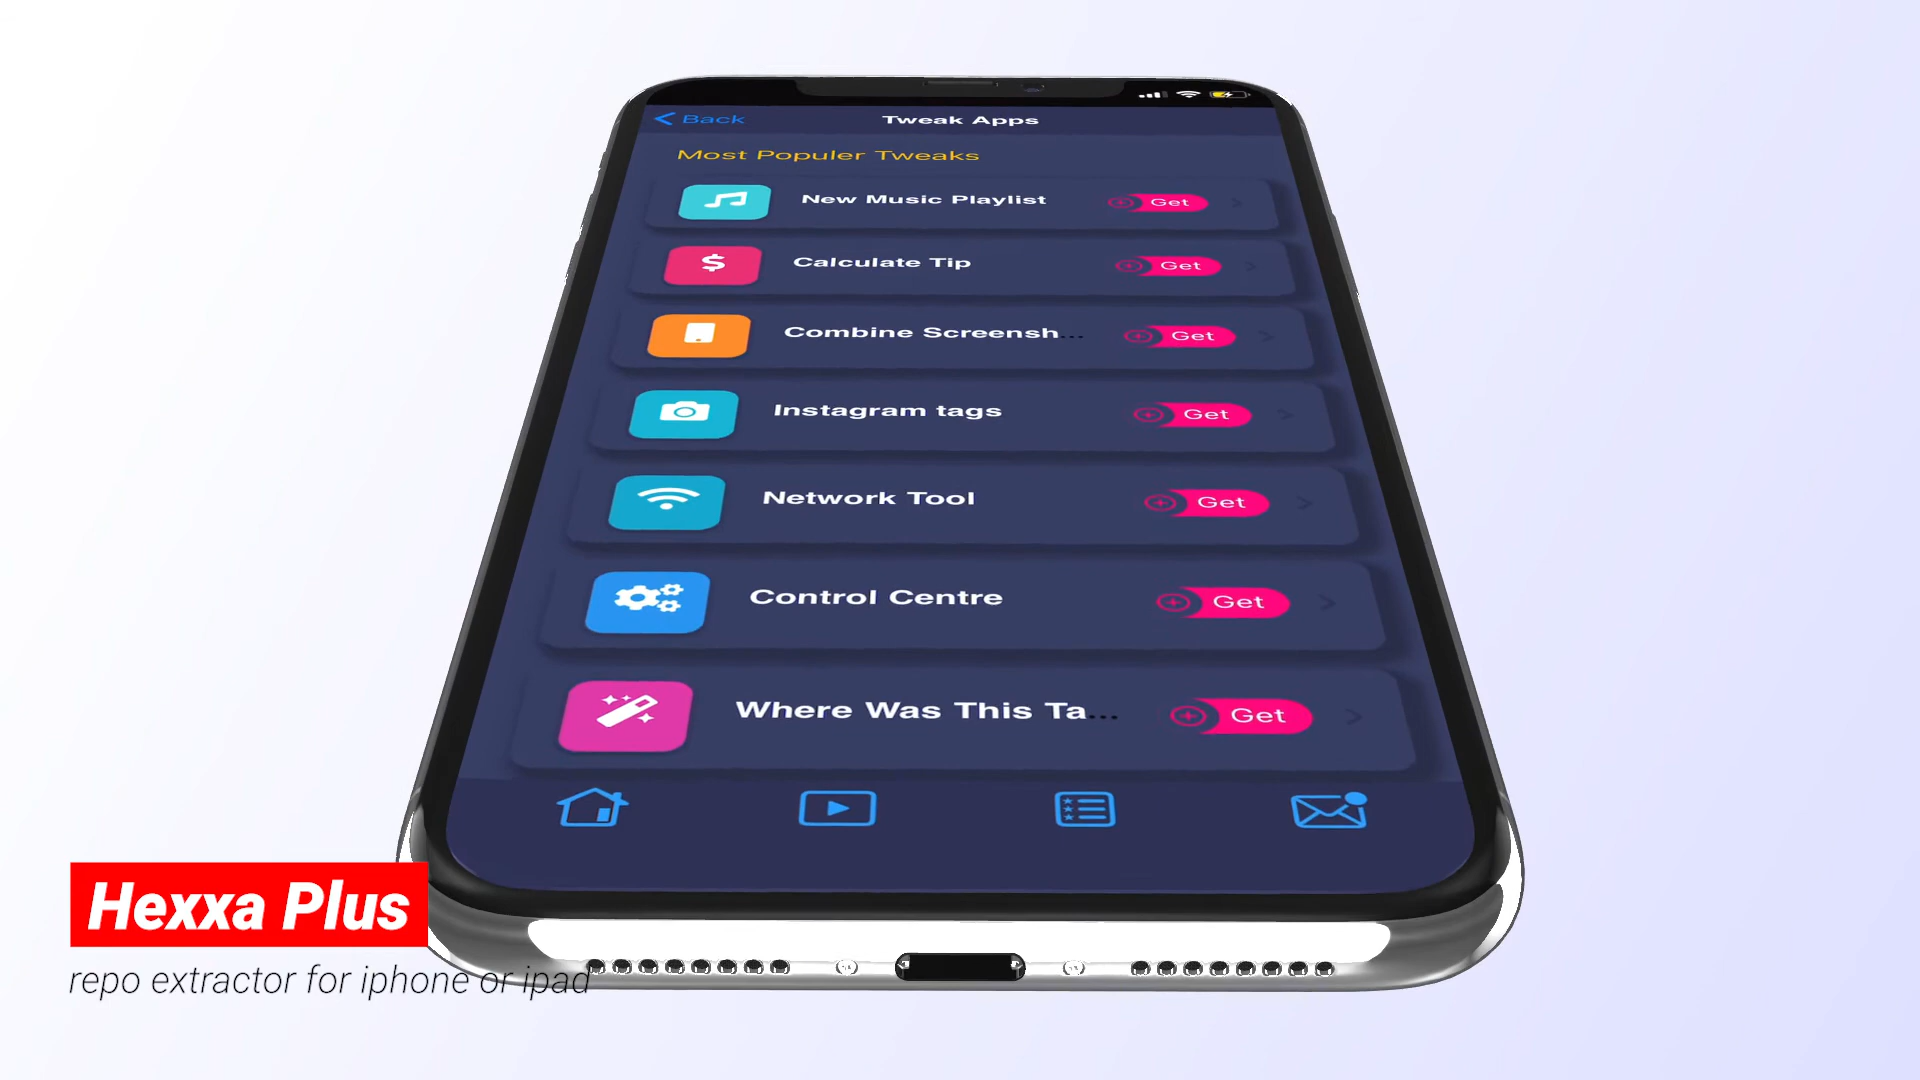 Back
Tweak Apps
Most Populer Tweaks
New Music Playlist
Get
Calculate Tip
Get
Combine Screensh...
Get
Instagram tags
Get
Network Tool
Get
Control Centre
Get
Where Was This Ta...
Get
Hexxa Plus
repo extractor for iphone or ipad